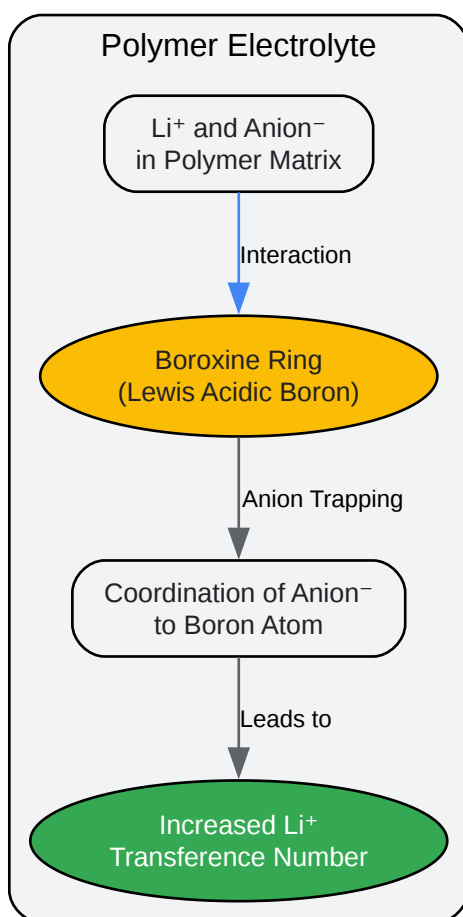 Polymer Electrolyte
Li⁺ and Anion⁻
in Polymer Matrix
Interaction
Boroxine Ring
(Lewis Acidic Boron)
Anion Trapping
Coordination of Anion⁻
to Boron Atom
Leads to
Increased Li⁺
Transference Number